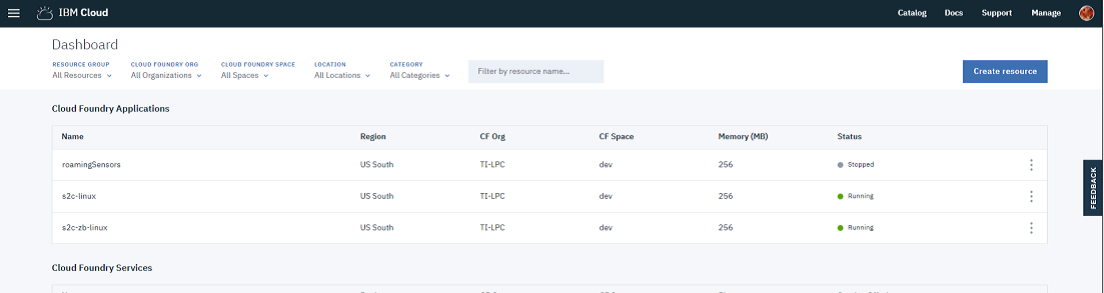 IBM Cloud Catalog Docs Support Manage
Dashboard
RESOURCE GROUP CLOUD FOUNDRY ORG CLOUD FOUNDRY SPACE LOCATION CATEGORY
All Resources All Organizations All Spaces All Locations All Categories Filter by resource name... Create resource
Cloud Foundry Applications
Name Region CF Org CF Space Memory (MB) Status
roamingSensors US South TI-LPC dev 256 Stopped
s2c-linux US South TI-LPC dev 256 Running
s2c-zb-linux US South TI-LPC dev 256 Running
FEEDBACK
Cloud Foundry Services